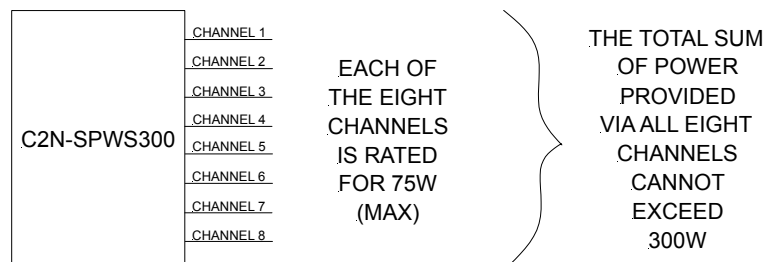 C2N-SPWS300
CHANNEL 1
CHANNEL 2
CHANNEL 3
CHANNEL 4
CHANNEL 5
CHANNEL 6
CHANNEL 7
CHANNEL 8
EACH OF
THE EIGHT
CHANNELS
IS RATED
FOR 75W
(MAX)
THE TOTAL SUM
OF POWER
PROVIDED
VIA ALL EIGHT
CHANNELS
CANNOT
EXCEED
300W